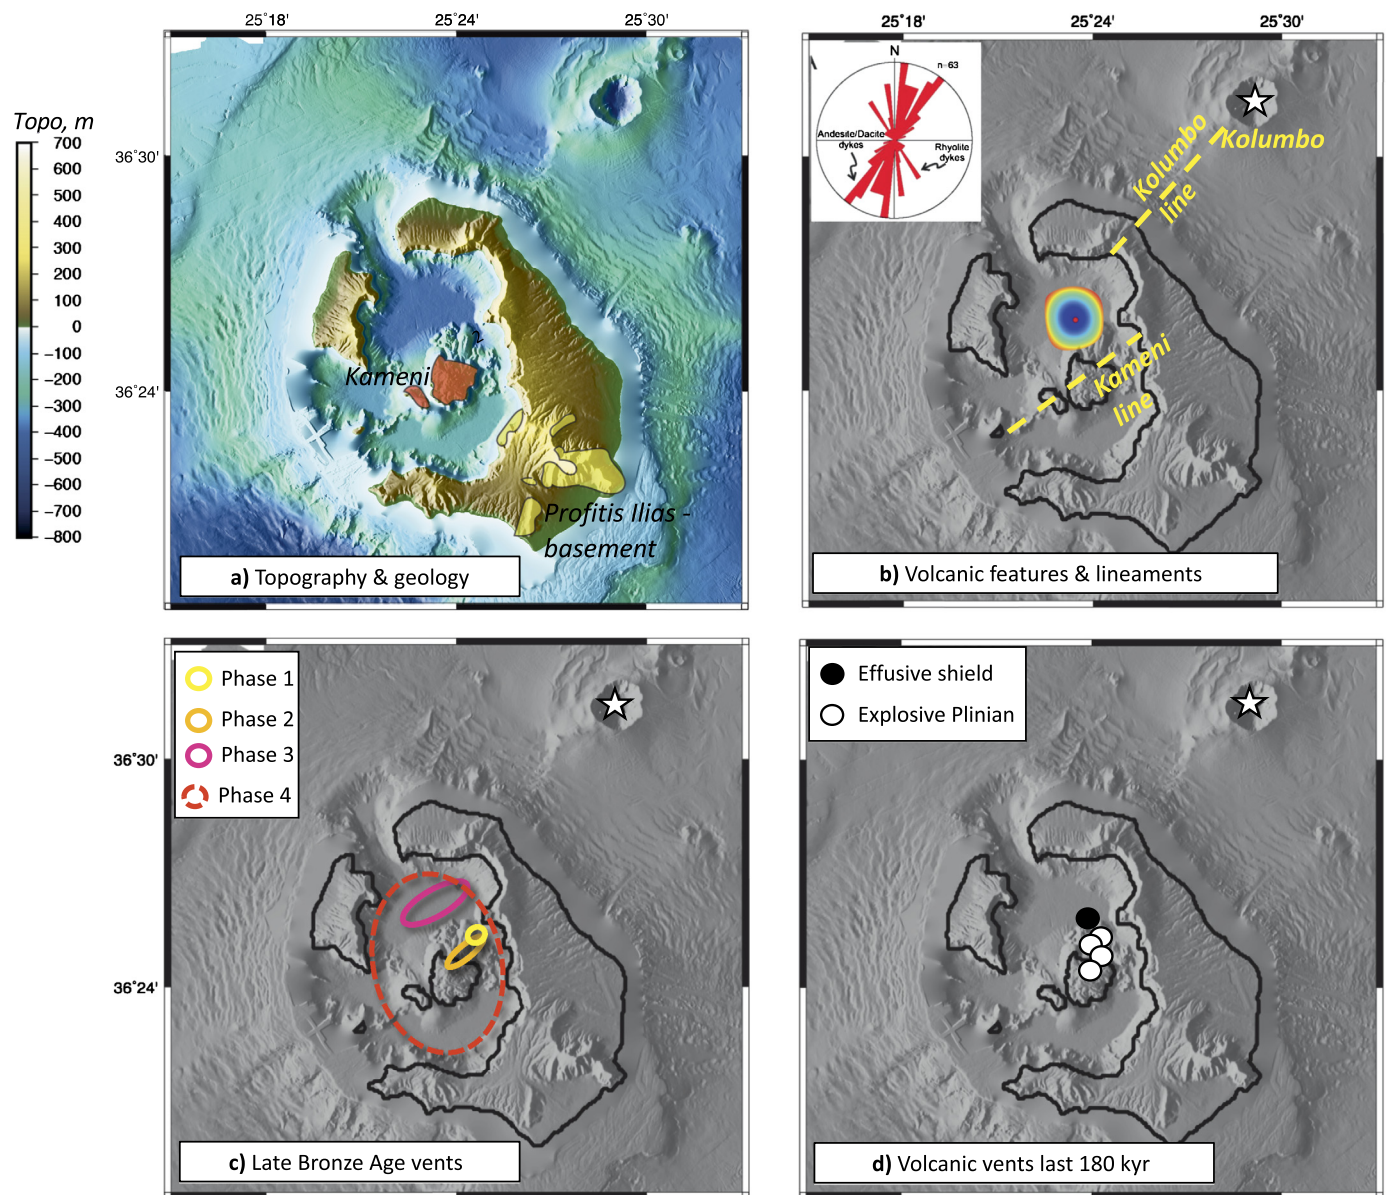 25°18' 25°24' 25°30'
25°18' 25°24' 25°30'
Topo, m
700
600
500
400
300
200
100
0
−100
−200
−300
−400
−500
−600
−700
−800
36°30'
36°24'
Kameni
2
Profitis Ilias -
basement
a) Topography & geology
N
n-63
Andesite/Dacite
dykes
Rhyolite
dykes
Kolumbo
Kolumbo
line
Kameni
line
b) Volcanic features & lineaments
Phase 1
Phase 2
Phase 3
Phase 4
36°30'
36°24'
c) Late Bronze Age vents
Effusive shield
Explosive Plinian
d) Volcanic vents last 180 kyr